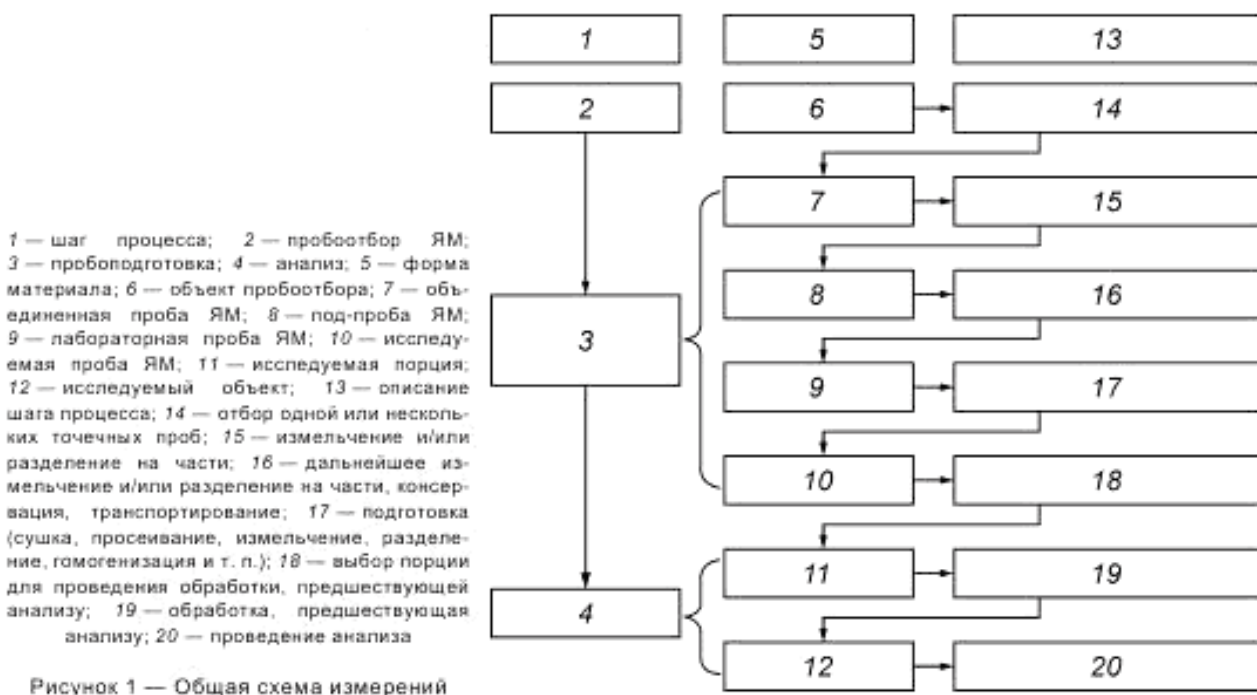 1 — шаг процесса; 2 — пробоотбор ЯМ;
3 — пробоподготовка; 4 — анализ; 5 — форма
материала; 6 — объект пробоотбора; 7 — объ-
единенная проба ЯМ; 8 — под-проба ЯМ;
9 — лабораторная проба ЯМ; 10 — исследу-
емая проба ЯМ; 11 — исследуемая порция;
12 — исследуемый объект; 13 — описание
шага процесса; 14 — отбор одной или несколь-
ких точечных проб; 15 — измельчение и/или
разделение на части; 16 — дальнейшее из-
мельчение и/или разделение на части, консер-
вация, транспортирование; 17 — подготовка
(сушка, просеивание, измельчение, разделе-
ние, гомогенизация и т. п.); 18 — выбор порции
для проведения обработки, предшествующей
анализу; 19 — обработка, предшествующая
анализу; 20 — проведение анализа
Рисунок 1 — Общая схема измерений
1 5 13
2 6 14
7 15
8 16
3
9 17
10 18
11 19
4
12 20